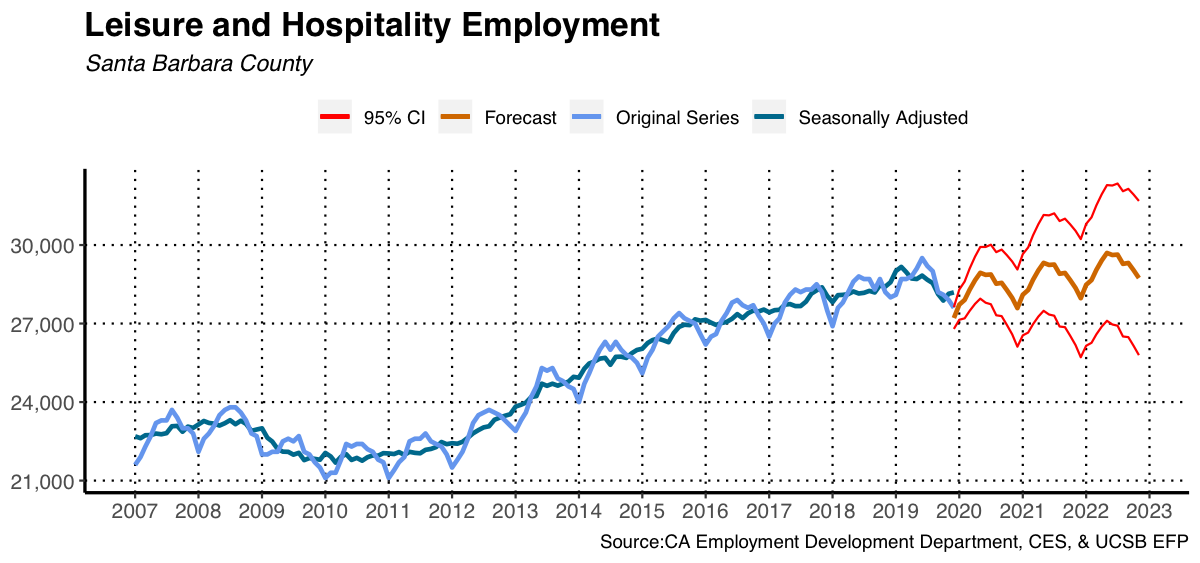 Leisure and Hospitality Employment
Santa Barbara County
95% CI Forecast Original Series Seasonally Adjusted
30,000
27,000
24,000
21,000
2007 2008 2009 2010 2011 2012 2013 2014 2015 2016 2017 2018 2019 2020 2021 2022 2023
Source:CA Employment Development Department, CES, & UCSB EFP